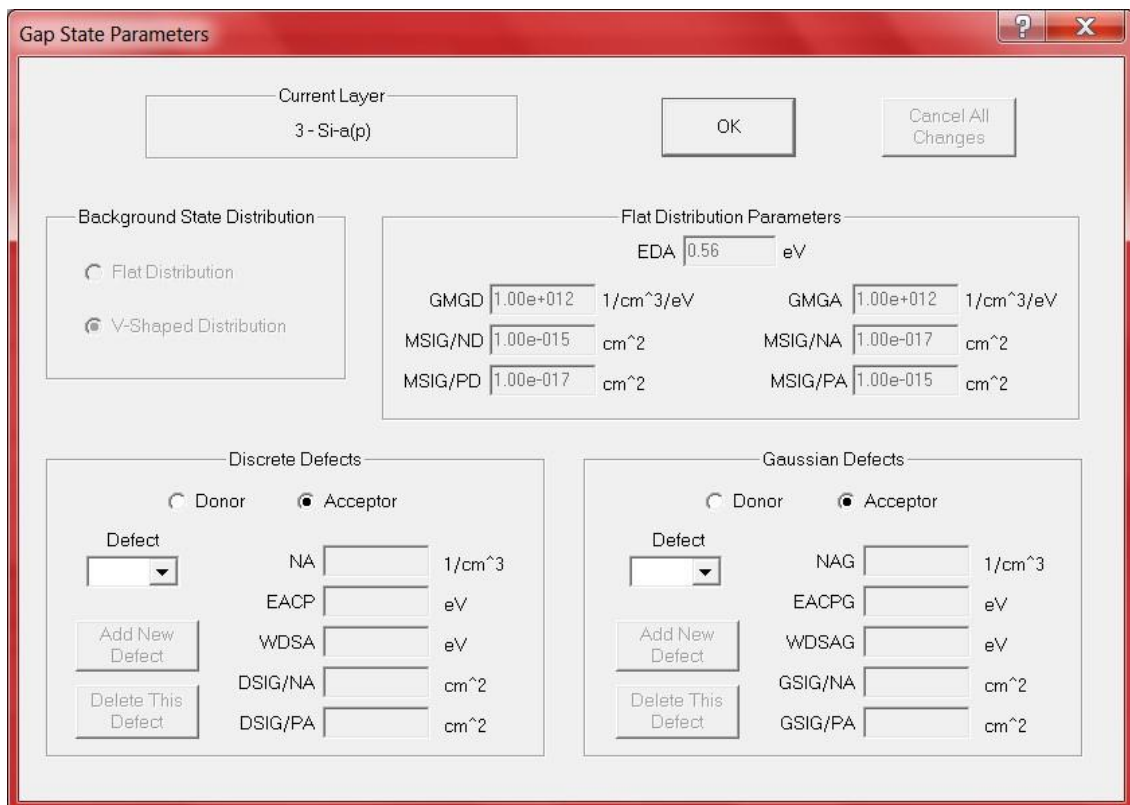 Gap State Parameters
Current Layer
3 - Si-a(p)
OK
Cancel All
Changes
Background State Distribution
Flat Distribution
V-Shaped Distribution
Flat Distribution Parameters
EDA 0.56 eV
GMGD 1.00e+012 1/cm^3/eV GMGA 1.00e+012 1/cm^3/eV
MSIG/ND 1.00e-015 cm^2 MSIG/NA 1.00e-017 cm^2
MSIG/PD 1.00e-017 cm^2 MSIG/PA 1.00e-015 cm^2
Discrete Defects
Donor Acceptor
Defect
NA 1/cm^3
EACP eV
Add New
Defect
WDSA eV
DSIG/NA cm^2
Delete This
Defect
DSIG/PA cm^2
Gaussian Defects
Donor Acceptor
Defect
NAG 1/cm^3
EACPG eV
Add New
Defect
WDSAG eV
GSIG/NA cm^2
Delete This
Defect
GSIG/PA cm^2